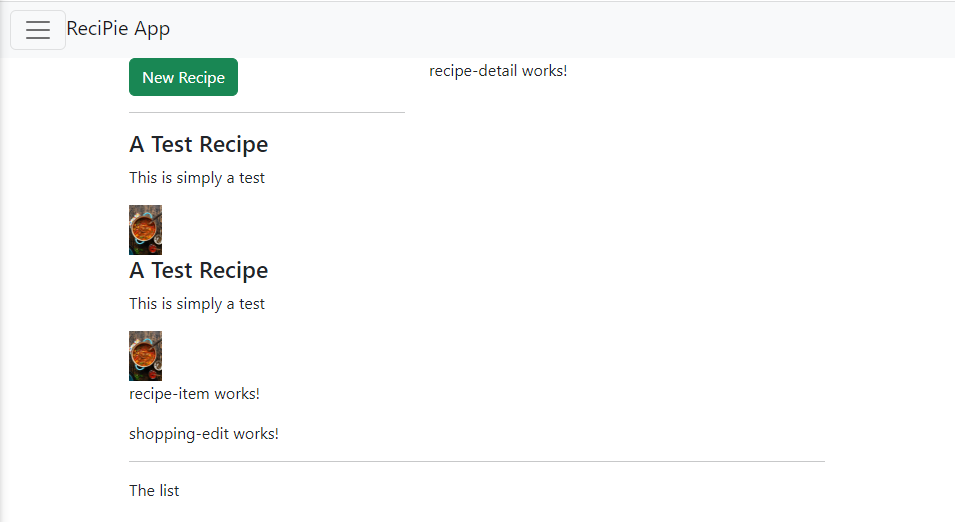 ReciPie App
New Recipe
recipe-detail works!
A Test Recipe
This is simply a test
A Test Recipe
This is simply a test
recipe-item works!
shopping-edit works!
The list